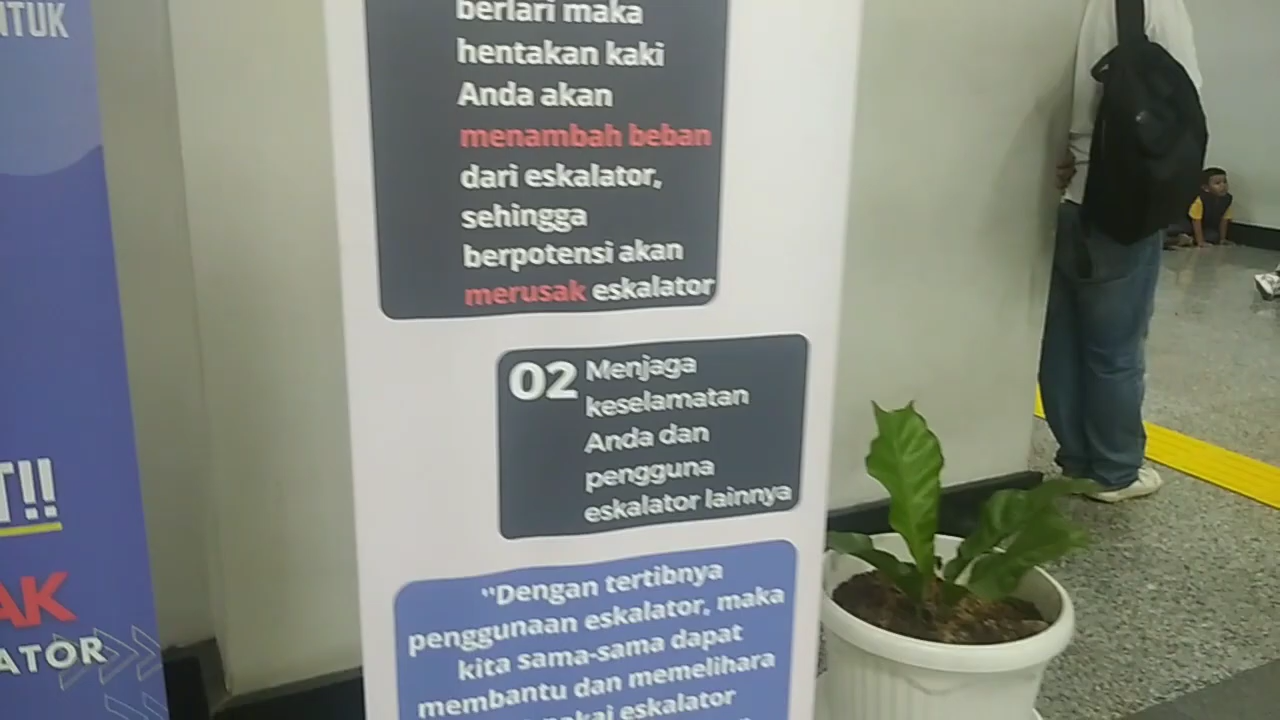 NTUK
T!!
AK
ATOR
berlari maka
hentakan kaki
Anda akan
menambah beban
dari eskalator,
sehingga
berpotensi akan
merusak eskalator
02
Menjaga
keselamatan
Anda dan
pengguna
eskalator lainnya
"Dengan tertibnya
penggunaan eskalator, maka
kita sama-sama dapat
membantu dan memelihara
pakai eskalator